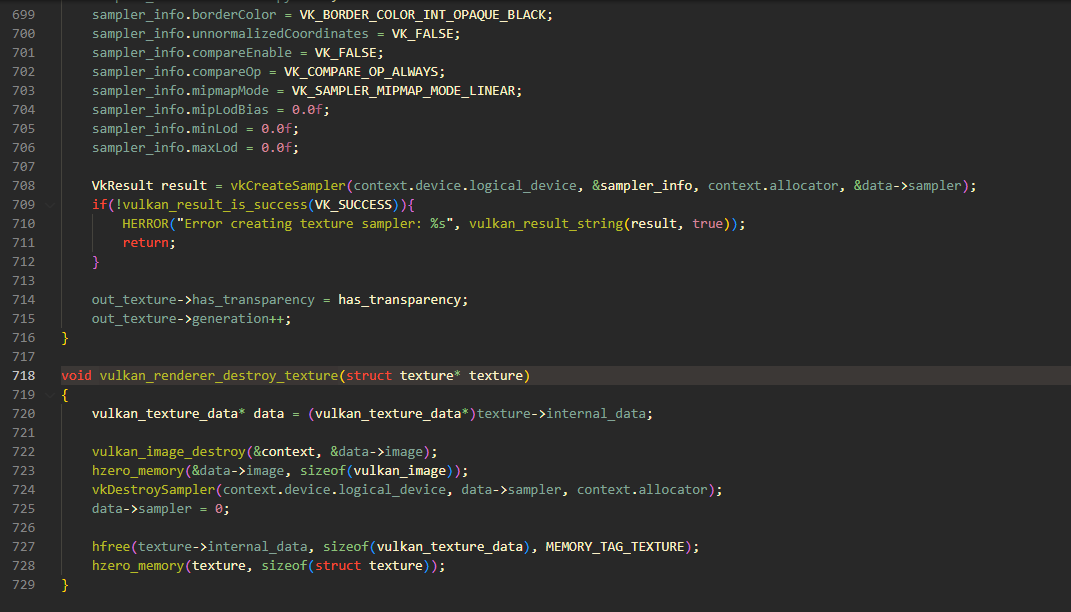 699 sampler_info.borderColor = VK_BORDER_COLOR_INT_OPAQUE_BLACK;
700 sampler_info.unnormalizedCoordinates = VK_FALSE;
701 sampler_info.compareEnable = VK_FALSE;
702 sampler_info.compareOp = VK_COMPARE_OP_ALWAYS;
703 sampler_info.mipmapMode = VK_SAMPLER_MIPMAP_MODE_LINEAR;
704 sampler_info.mipLodBias = 0.0f;
705 sampler_info.minLod = 0.0f;
706 sampler_info.maxLod = 0.0f;
707
708 VkResult result = vkCreateSampler(context.device.logical_device, &sampler_info, context.allocator, &data->sampler);
709 if(!vulkan_result_is_success(VK_SUCCESS)){
710 HERROR("Error creating texture sampler: %s", vulkan_result_string(result, true));
711 return;
712 }
713
714 out_texture->has_transparency = has_transparency;
715 out_texture->generation++;
716 }
717
718 void vulkan_renderer_destroy_texture(struct texture* texture)
719 {
720 vulkan_texture_data* data = (vulkan_texture_data*)texture->internal_data;
721
722 vulkan_image_destroy(&context, &data->image);
723 hzero_memory(&data->image, sizeof(vulkan_image));
724 vkDestroySampler(context.device.logical_device, data->sampler, context.allocator);
725 data->sampler = 0;
726
727 hfree(texture->internal_data, sizeof(vulkan_texture_data), MEMORY_TAG_TEXTURE);
728 hzero_memory(texture, sizeof(struct texture));
729 }